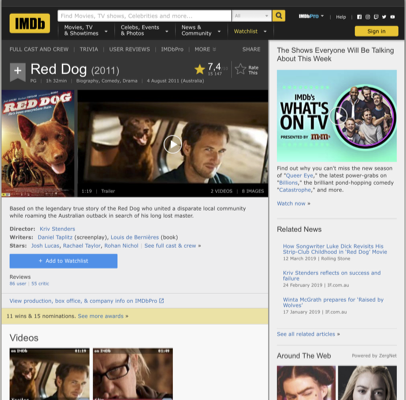 IMDb
Find Movies, TV shows, Celebrities and more...
All
IMDbPro
Help
Movies, TV & Showtimes
Celebs, Events & Photos
News & Community
Watchlist
Sign in
FULL CAST AND CREW | TRIVIA | USER REVIEWS | IMDbPro | MORE
SHARE
Red Dog (2011)
7,4
Rate This
PG | 1h 32min | Biography, Comedy, Drama | 4 August 2011 (Australia)
RED DOG
1:19 | Trailer
2 VIDEOS | 8 IMAGES
Based on the legendary true story of the Red Dog who united a disparate local community
while roaming the Australian outback in search of his long lost master.
Director: Kriv Stenders
Writers: Daniel Taplitz (screenplay), Louis de Bernières (book)
Stars: Josh Lucas, Rachael Taylor, Rohan Nichol | See full cast & crew »
+ Add to Watchlist
Reviews
96 user | 55 critic
View production, box office, & company info on IMDbPro
11 wins & 15 nominations. See more awards »
Videos
The Shows Everyone Will Be Talking
About This Week
IMDb's
WHAT'S
ON TV
PRESENTED BY
Find out why you can't miss the new season
of "Queer Eye," the latest power-grabs on
"Billions," the brilliant pond-hopping comedy
"Catastrophe," and more.
Watch now »
Related News
How Songwriter Luke Dick Revisits His
Strip-Club Childhood in 'Red Dog' Movie
12 March 2019 | Rolling Stone
Kriv Stenders reflects on success and
failure
24 February 2019 | IF.com.au
Winta McGrath prepares for 'Raised by
Wolves'
17 January 2019 | IF.com.au
See all related articles »
Around The Web
Powered by ZergNet